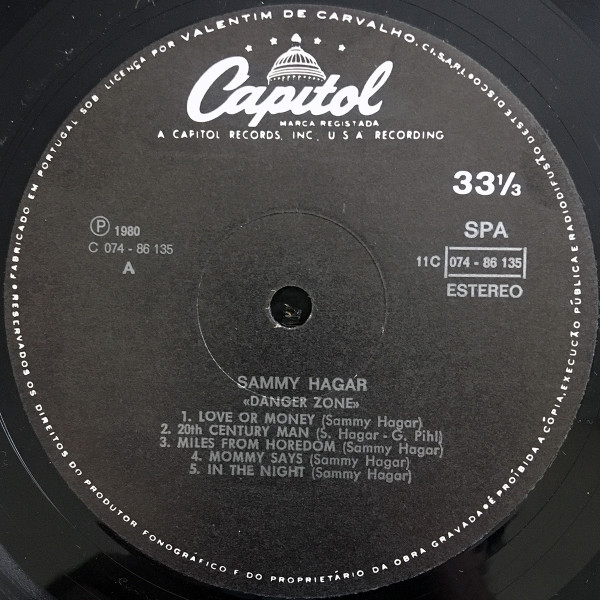 • FABRICADO EM PORTUGAL SOB LICENÇA POR VALENTIM DE CARVALHO, CI, SARL • RESERVADOS OS DIREITOS DO PRODUTOR FONOGRÁFICO E DO PROPRIETÁRIO DA OBRA GRAVADA • É PROÍBIDA A CÓPIA, EXECUCÃO PÚBLICA E RADIODIFUSÃO DESTE DISCO
Capitol
MARCA REGISTADA
A CAPITOL RECORDS, INC, U S A RECORDING
33⅓
Ⓟ 1980
C 074 - 86 135
A
SPA
11C 074 - 86 135
ESTEREO
SAMMY HAGAR
«DANGER ZONE»
1. LOVE OR MONEY (Sammy Hagar)
2. 20th CENTURY MAN (S. Hagar - G. Pihl)
3. MILES FROM HOREDOM (Sammy Hagar)
4. MOMMY SAYS (Sammy Hagar)
5. IN THE NIGHT (Sammy Hagar)